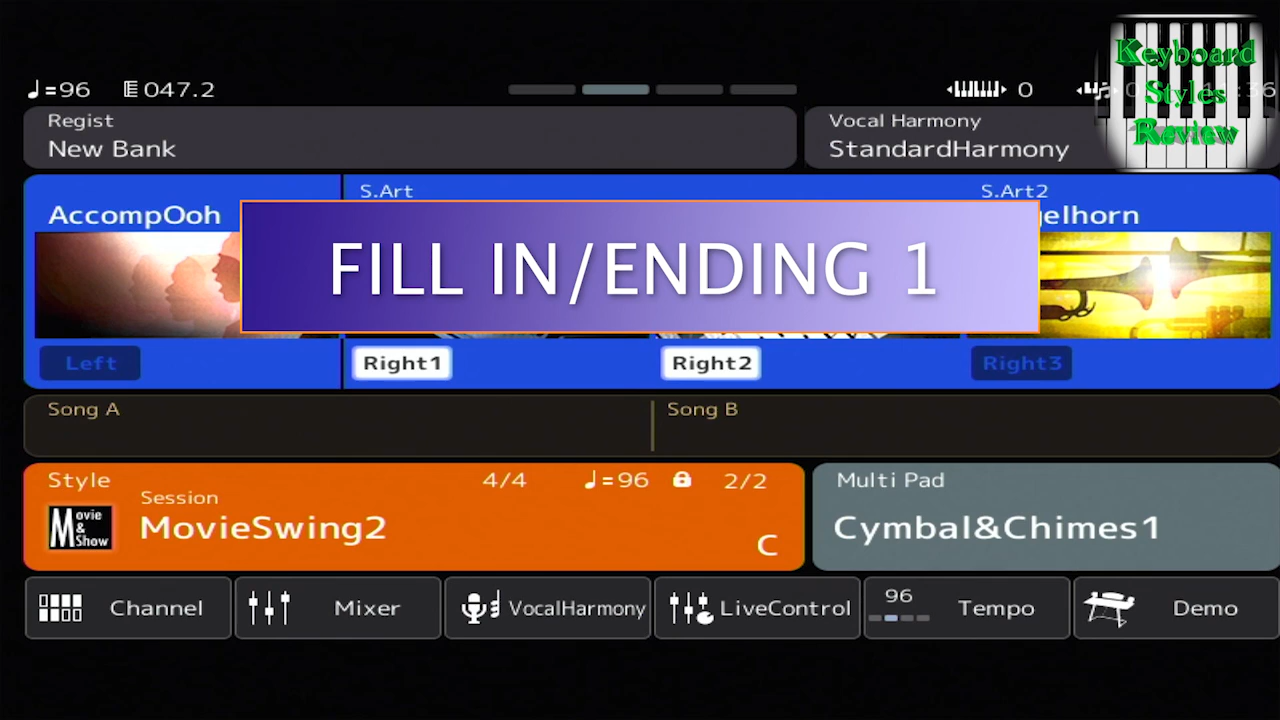 ♩=96
047.2
0
Keyboard
Styles
Review
Regist
New Bank
Vocal Harmony
StandardHarmony
AccompOoh
S.Art
S.Art2
elhorn
FILL IN/ENDING 1
Left
Right1
Right2
Right3
Song A
Song B
Style
4/4
♩=96
2/2
Movie
&
Show
Session
MovieSwing2
C
Multi Pad
Cymbal&Chimes1
Channel
Mixer
VocalHarmony
LiveControl
96
Tempo
Demo